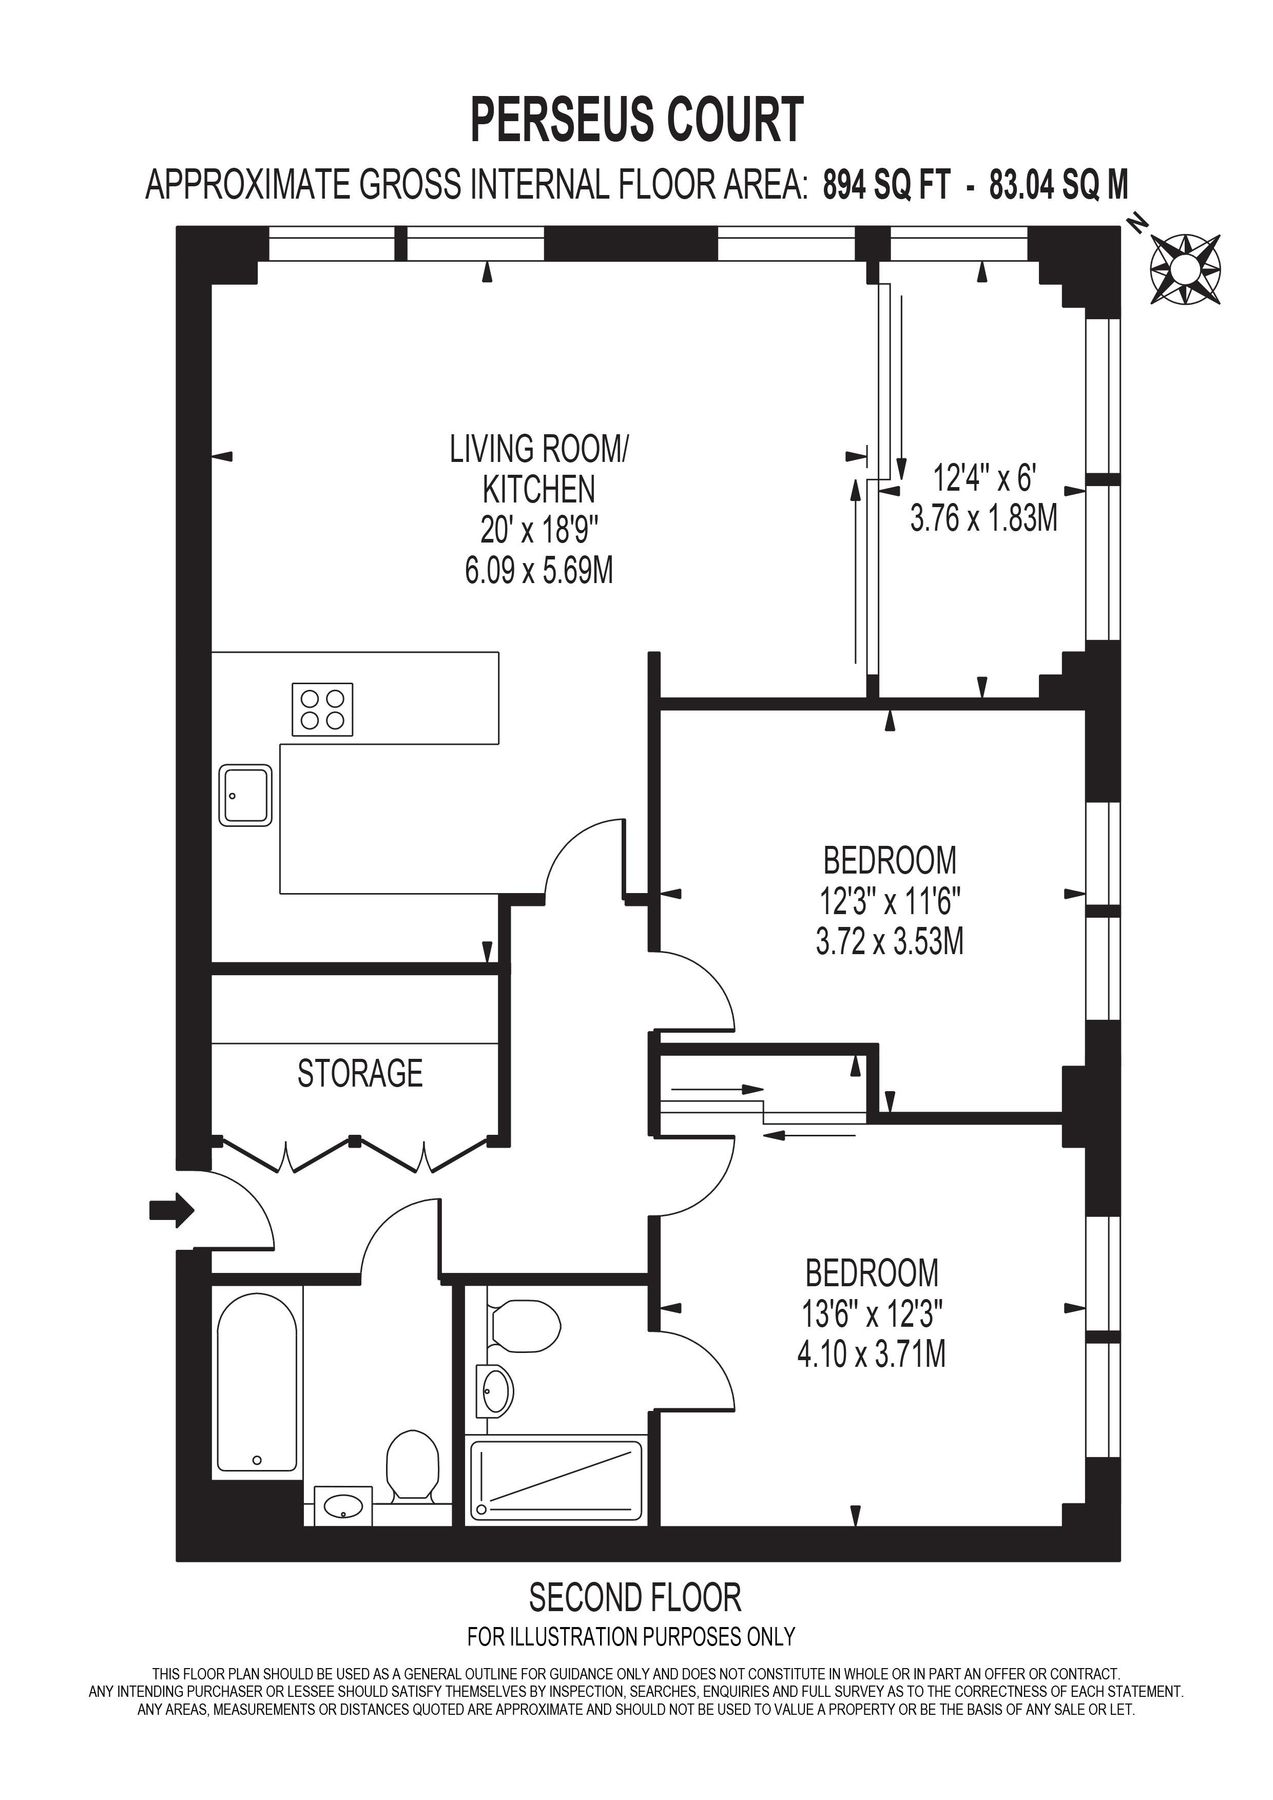 PERSEUS COURT
APPROXIMATE GROSS INTERNAL FLOOR AREA: 894 SQ FT - 83.04 SQ M
N
LIVING ROOM/
KITCHEN
20' x 18'9"
6.09 x 5.69M
12'4" x 6'
3.76 x 1.83M
BEDROOM
12'3" x 11'6"
3.72 x 3.53M
STORAGE
BEDROOM
13'6" x 12'3"
4.10 x 3.71M
SECOND FLOOR
FOR ILLUSTRATION PURPOSES ONLY
THIS FLOOR PLAN SHOULD BE USED AS A GENERAL OUTLINE FOR GUIDANCE ONLY AND DOES NOT CONSTITUTE IN WHOLE OR IN PART AN OFFER OR CONTRACT.
ANY INTENDING PURCHASER OR LESSEE SHOULD SATISFY THEMSELVES BY INSPECTION, SEARCHES, ENQUIRIES AND FULL SURVEY AS TO THE CORRECTNESS OF EACH STATEMENT.
ANY AREAS, MEASUREMENTS OR DISTANCES QUOTED ARE APPROXIMATE AND SHOULD NOT BE USED TO VALUE A PROPERTY OR BE THE BASIS OF ANY SALE OR LET.